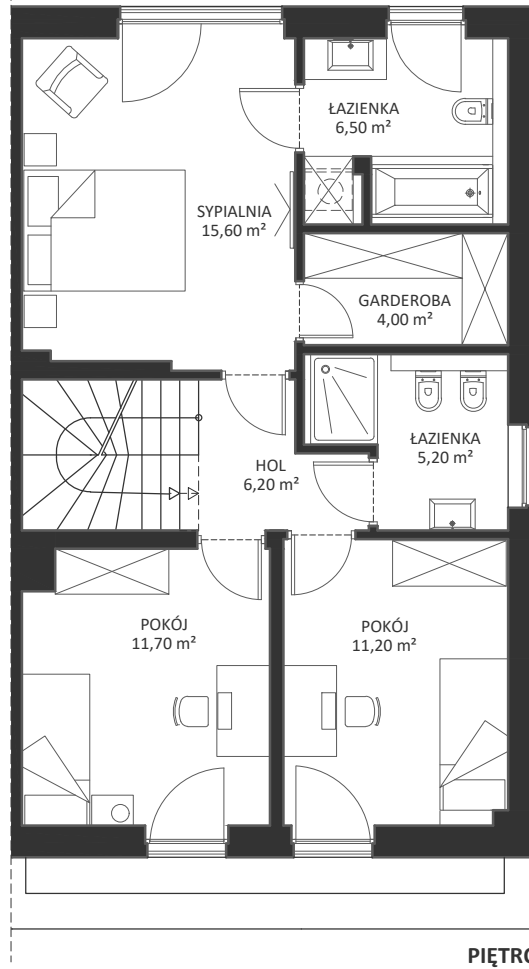 ŁAZIENKA
6,50 m²
SYPIALNIA
15,60 m²
GARDEROBA
4,00 m²
ŁAZIENKA
5,20 m²
HOL
6,20 m²
POKÓJ
11,70 m²
POKÓJ
11,20 m²
PIĘTRO